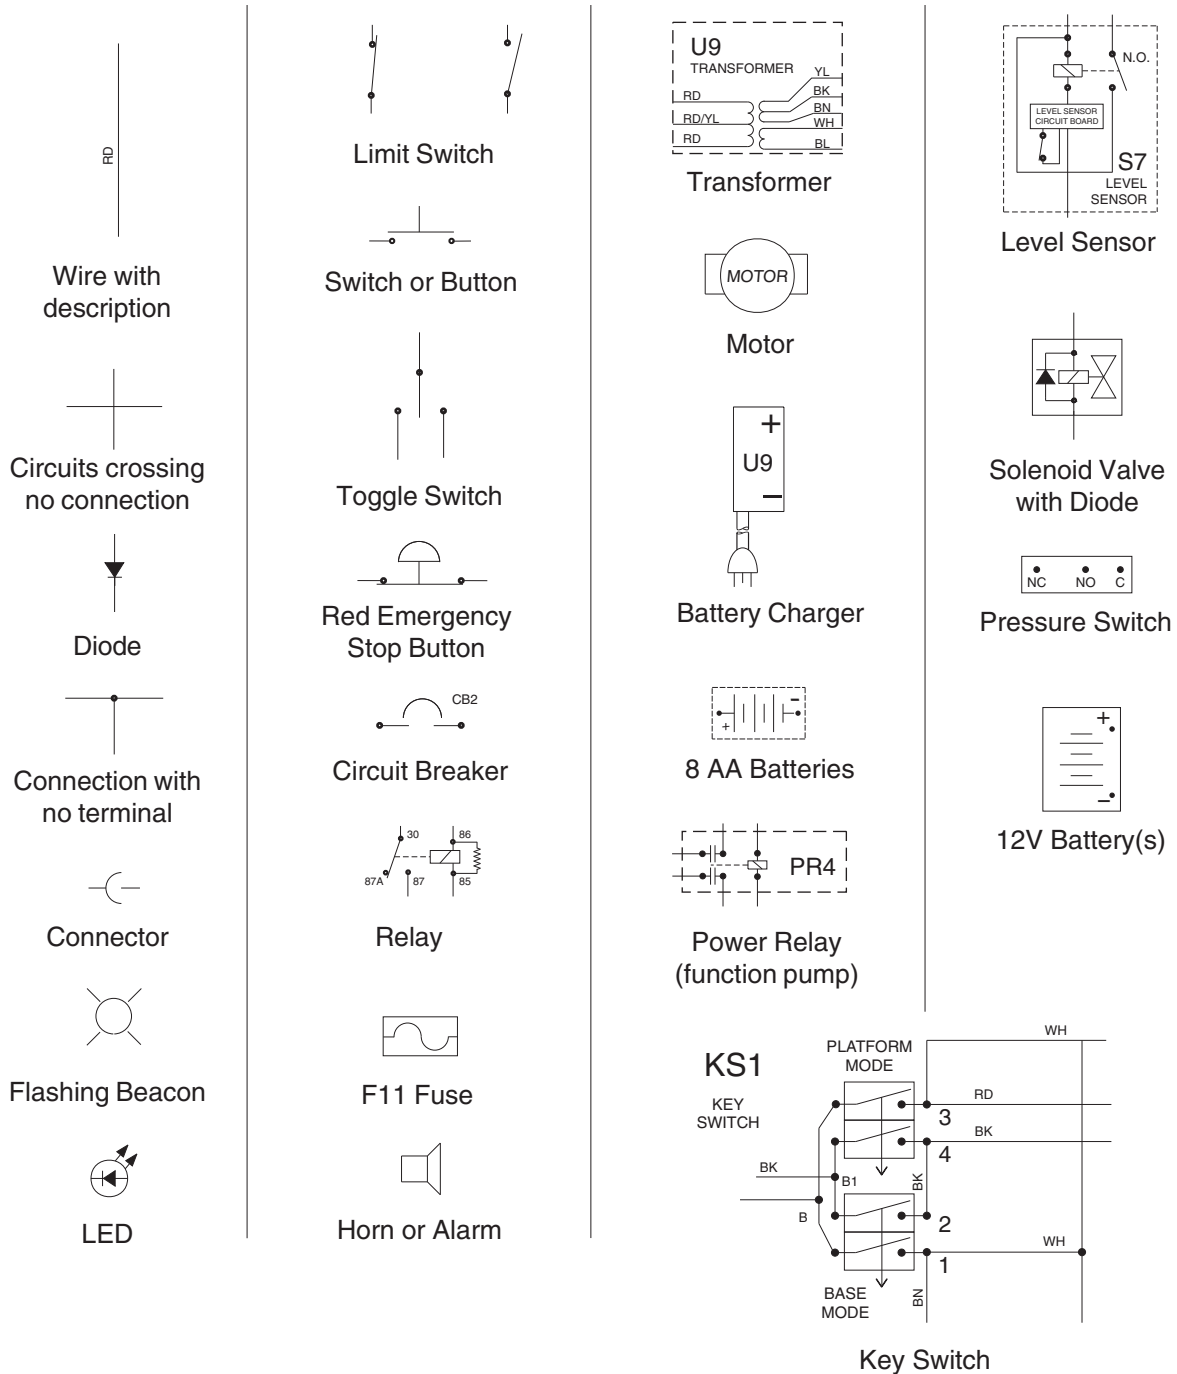 RD
Wire with
description
Circuits crossing
no connection
Diode
Connection with
no terminal
Connector
Flashing Beacon
LED
Limit Switch
Switch or Button
Toggle Switch
Red Emergency
Stop Button
CB2
Circuit Breaker
30
86
87A
87
85
Relay
F11 Fuse
Horn or Alarm
U9
TRANSFORMER
YL
RD
BK
BN
RD/YL
WH
RD
BL
Transformer
MOTOR
Motor
+
U9
−
Battery Charger
-
+
8 AA Batteries
PR4
Power Relay
(function pump)
N.O.
LEVEL SENSOR
CIRCUIT BOARD
S7
LEVEL
SENSOR
Level Sensor
Solenoid Valve
with Diode
NC NO C
Pressure Switch
+
−
12V Battery(s)
KS1
KEY
SWITCH
PLATFORM
MODE
WH
RD
3
BK
4
BK
B1
BK
B
2
WH
1
BASE
MODE
BN
Key Switch